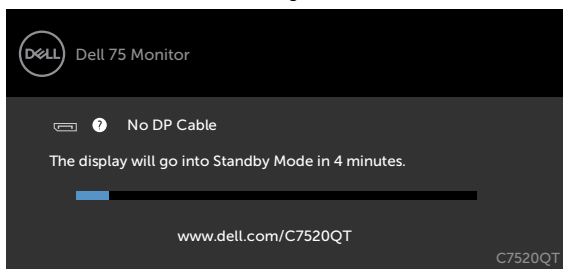 DELL
Dell 75 Monitor
? No DP Cable
The display will go into Standby Mode in 4 minutes.
www.dell.com/C7520QT
C7520QT